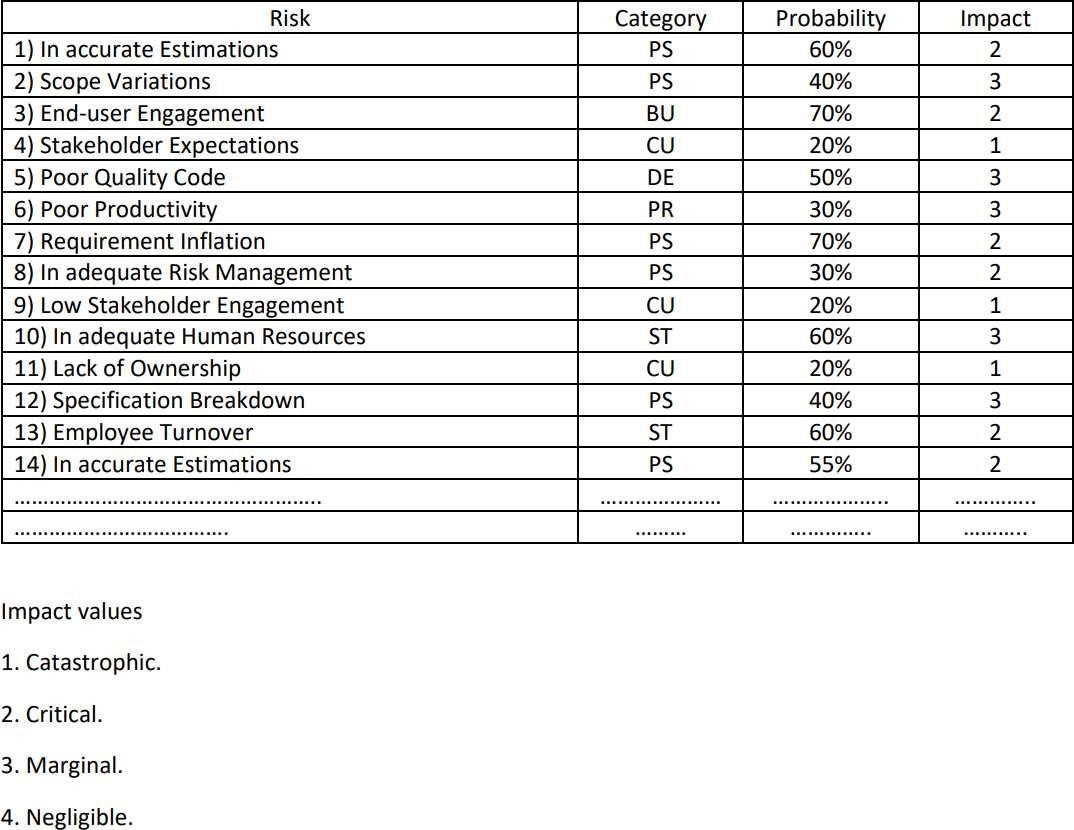 Risk Category Probability Impact
1) In accurate Estimations PS 60% 2
2) Scope Variations PS 40% 3
3) End-user Engagement BU 70% 2
4) Stakeholder Expectations CU 20% 1
5) Poor Quality Code DE 50% 3
6) Poor Productivity PR 30% 3
7) Requirement Inflation PS 70% 2
8) In adequate Risk Management PS 30% 2
9) Low Stakeholder Engagement CU 20% 1
10) In adequate Human Resources ST 60% 3
11) Lack of Ownership CU 20% 1
12) Specification Breakdown PS 40% 3
13) Employee Turnover ST 60% 2
14) In accurate Estimations PS 55% 2
…………………………………………….. ………………… ……………….. …………..
………………………………. ……… ………….. ………..
Impact values
1. Catastrophic.
2. Critical.
3. Marginal.
4. Negligible.